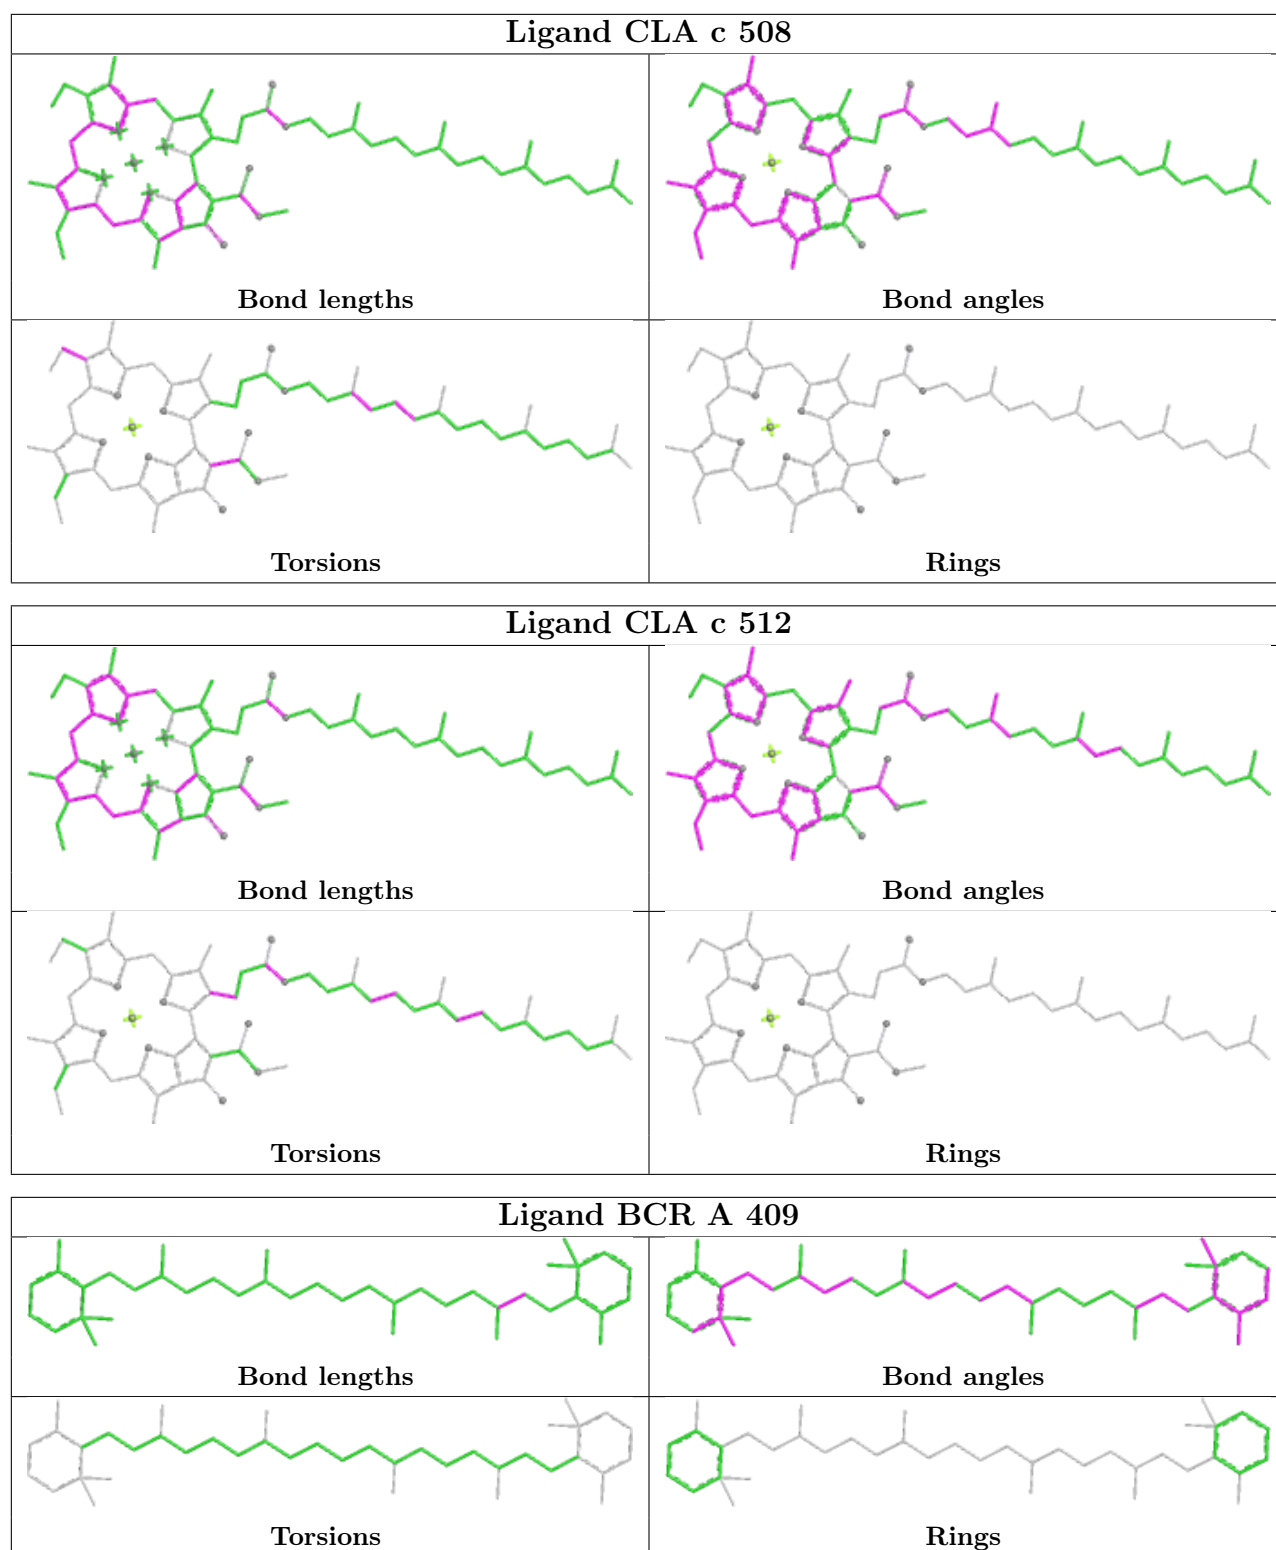 Ligand CLA c 508
Bond lengths
Bond angles
Torsions
Rings
Ligand CLA c 512
Bond lengths
Bond angles
Torsions
Rings
Ligand BCR A 409
Bond lengths
Bond angles
Torsions
Rings